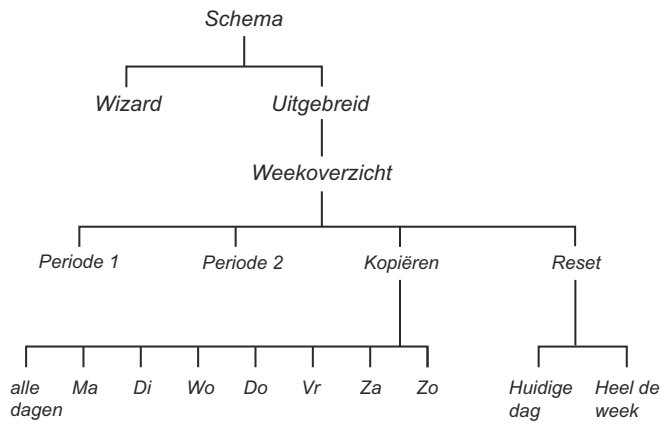 Schema
Wizard Uitgebreid
Weekoverzicht
Periode 1 Periode 2 Kopiëren Reset
alle dagen Ma Di Wo Do Vr Za Zo Huidige dag Heel de week